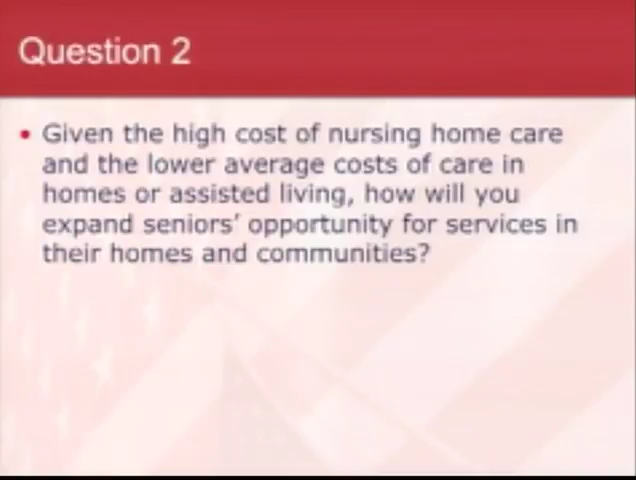 Question 2
• Given the high cost of nursing home care
and the lower average costs of care in
homes or assisted living, how will you
expand seniors’ opportunity for services in
their homes and communities?